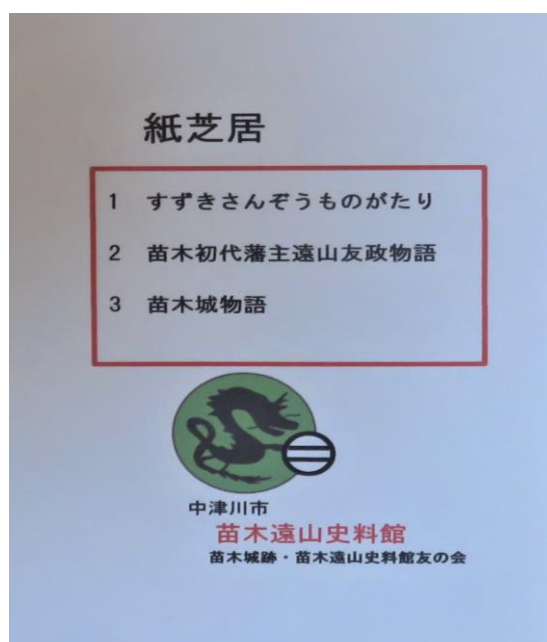 紙芝居
1 すずきさんぞうものがたり
2 苗木初代藩主遠山友政物語
3 苗木城物語
中津川市
苗木遠山史料館
苗木城跡・苗木遠山史料館友の会